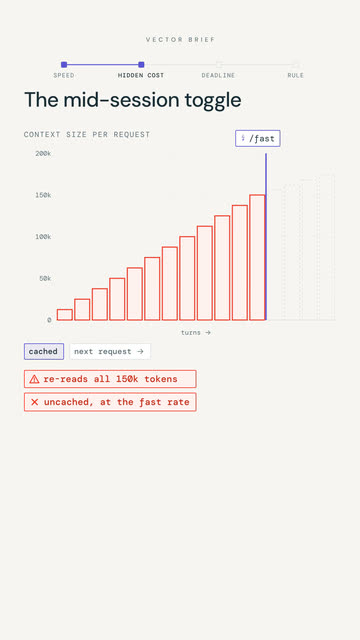 VECTOR BRIEF
SPEED
HIDDEN COST
DEADLINE
RULE
The mid-session toggle
CONTEXT SIZE PER REQUEST
/fast
200k
150k
100k
50k
0
turns →
cached
next request →
re-reads all 150k tokens
uncached, at the fast rate